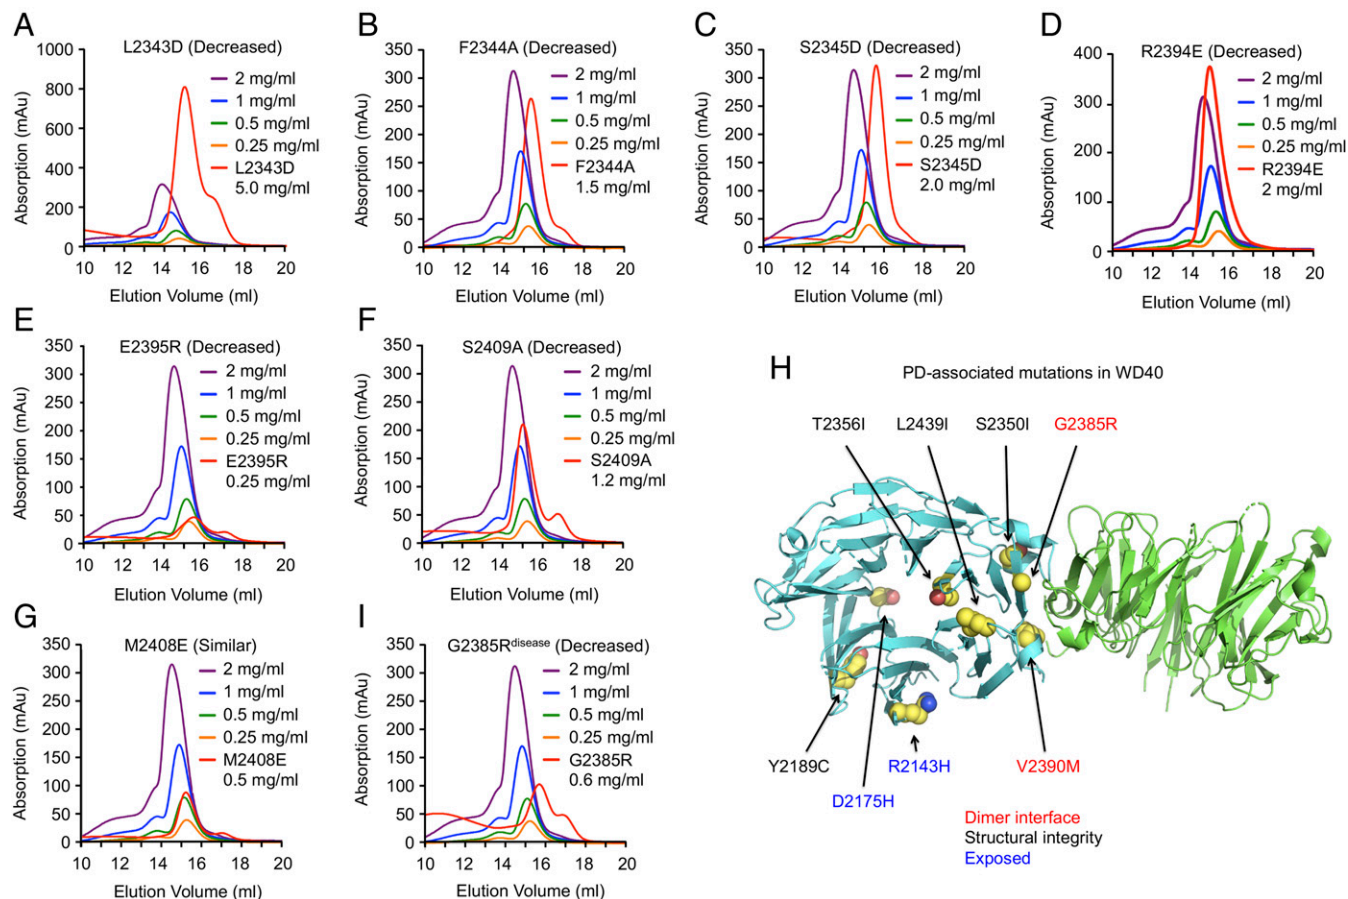 A
L2343D (Decreased)
1000
800
600
400
200
0
10 12 14 16 18 20
Absorption (mAu)
Elution Volume (ml)
2 mg/ml
1 mg/ml
0.5 mg/ml
0.25 mg/ml
L2343D
5.0 mg/ml
B
F2344A (Decreased)
350
300
250
200
150
100
50
0
10 12 14 16 18 20
Absorption (mAu)
Elution Volume (ml)
2 mg/ml
1 mg/ml
0.5 mg/ml
0.25 mg/ml
F2344A
1.5 mg/ml
C
S2345D (Decreased)
350
300
250
200
150
100
50
0
10 12 14 16 18 20
Absorption (mAu)
Elution Volume (ml)
2 mg/ml
1 mg/ml
0.5 mg/ml
0.25 mg/ml
S2345D
2.0 mg/ml
D
R2394E (Decreased)
400
300
200
100
0
10 12 14 16 18 20
Absorption (mAu)
Elution Volume (ml)
2 mg/ml
1 mg/ml
0.5 mg/ml
0.25 mg/ml
R2394E
2 mg/ml
E
E2395R (Decreased)
350
300
250
200
150
100
50
0
10 12 14 16 18 20
Absorption (mAu)
Elution Volume (ml)
2 mg/ml
1 mg/ml
0.5 mg/ml
0.25 mg/ml
E2395R
0.25 mg/ml
F
S2409A (Decreased)
350
300
250
200
150
100
50
0
10 12 14 16 18 20
Absorption (mAu)
Elution Volume (ml)
2 mg/ml
1 mg/ml
0.5 mg/ml
0.25 mg/ml
S2409A
1.2 mg/ml
H
PD-associated mutations in WD40
T2356I L2439I S2350I G2385R
Y2189C R2143H V2390M
D2175H
Dimer interface
Structural integrity
Exposed
G
M2408E (Similar)
350
300
250
200
150
100
50
0
10 12 14 16 18 20
Absorption (mAu)
Elution Volume (ml)
2 mg/ml
1 mg/ml
0.5 mg/ml
0.25 mg/ml
M2408E
0.5 mg/ml
I
G2385Rdisease (Decreased)
350
300
250
200
150
100
50
0
10 12 14 16 18 20
Absorption (mAu)
Elution Volume (ml)
2 mg/ml
1 mg/ml
0.5 mg/ml
0.25 mg/ml
G2385R
0.6 mg/ml